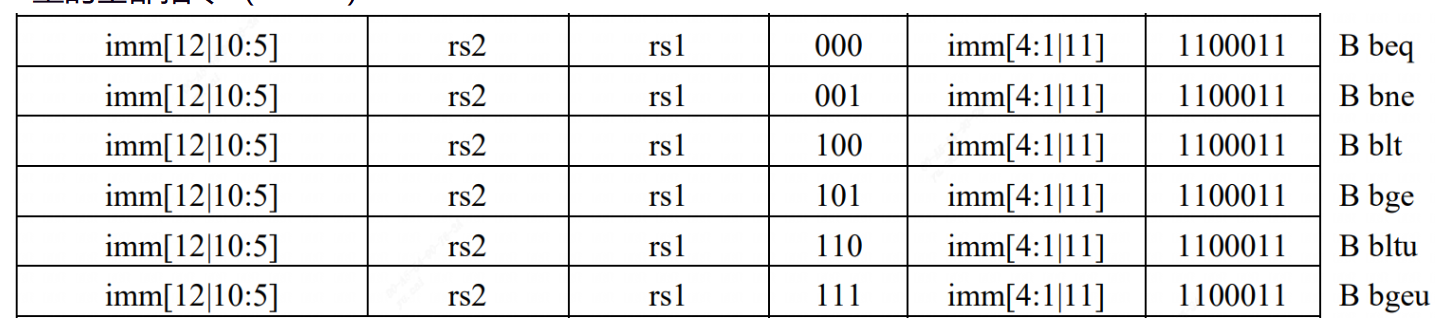 imm[12|10:5] rs2 rs1 000 imm[4:1|11] 1100011 B beq
imm[12|10:5] rs2 rs1 001 imm[4:1|11] 1100011 B bne
imm[12|10:5] rs2 rs1 100 imm[4:1|11] 1100011 B blt
imm[12|10:5] rs2 rs1 101 imm[4:1|11] 1100011 B bge
imm[12|10:5] rs2 rs1 110 imm[4:1|11] 1100011 B bltu
imm[12|10:5] rs2 rs1 111 imm[4:1|11] 1100011 B bgeu